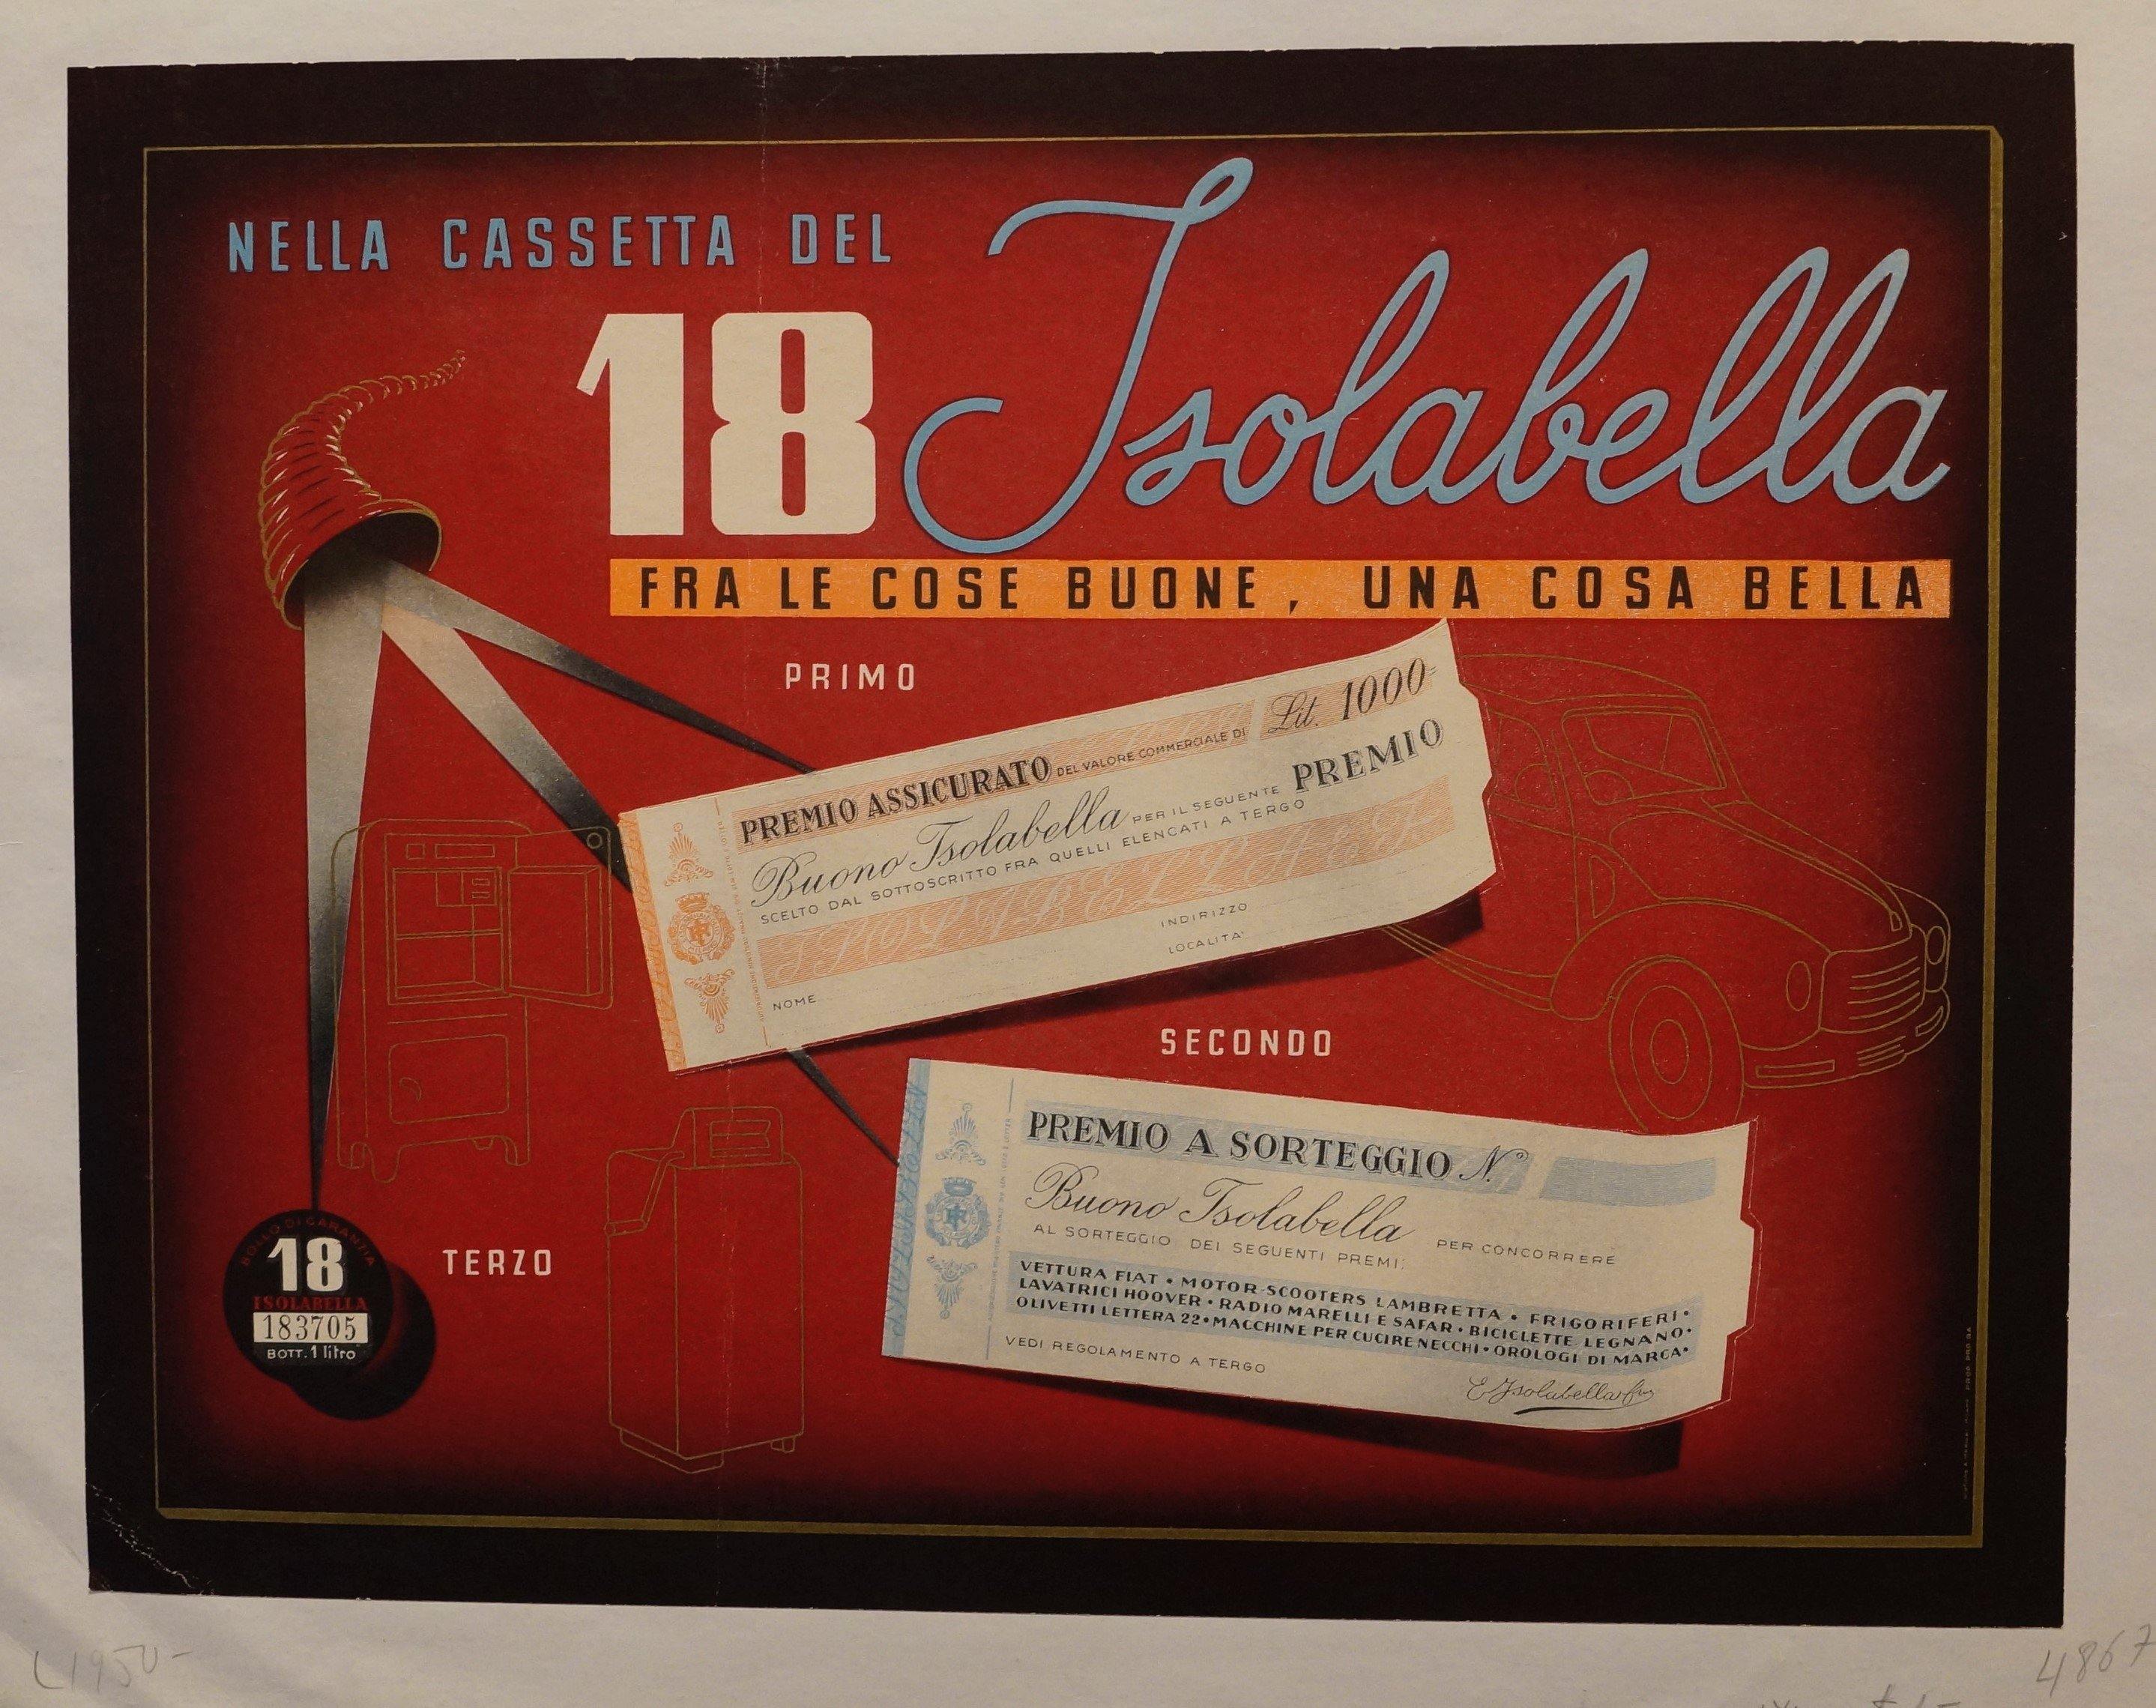 NELLA CASSETTA DEL
18 Isolabella
FRA LE COSE BUONE, UNA COSA BELLA
PRIMO
PREMIO ASSICURATO DEL VALORE COMMERCIALE DI Lit. 1000=
Buono Isolabella PER IL SEGUENTE PREMIO
SCELTO DAL SOTTOSCRITTO FRA QUELLI ELENCATI A TERGO
ISOLABELLA & F.
INDIRIZZO
LOCALITA'
NOME
SECONDO
PREMIO A SORTEGGIO N.º
Buono Isolabella PER CONCORRERE
AL SORTEGGIO DEI SEGUENTI PREMI:
VETTURA FIAT • MOTOR-SCOOTERS LAMBRETTA • FRIGORIFERI •
LAVATRICI HOOVER • RADIO MARELLI E SAFAR • BICICLETTE LEGNANO •
OLIVETTI LETTERA 22 • MACCHINE PER CUCIRE NECCHI • OROLOGI DI MARCA •
VEDI REGOLAMENTO A TERGO
E Isolabella
TERZO
BOLLO DI GARANZIA
18
ISOLABELLA
183705
BOTT. 1 litro
4867